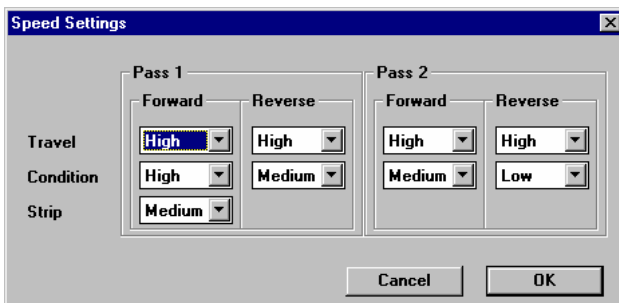 Speed Settings
Pass 1 Pass 2
Forward Reverse Forward Reverse
Travel High High High High
Condition High Medium Medium Low
Strip Medium
Cancel OK